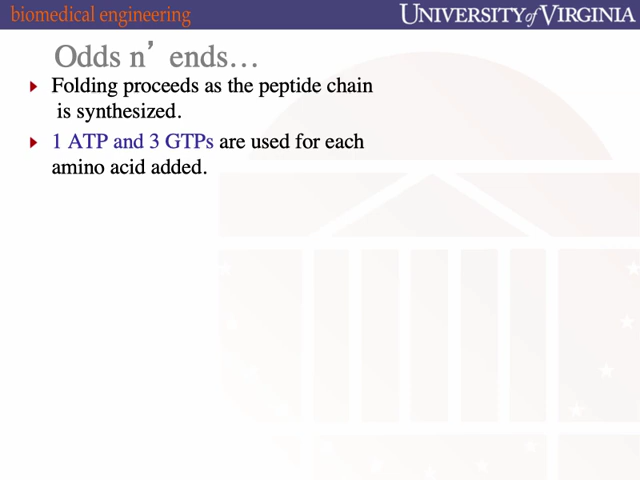 biomedical engineering
UNIVERSITY of VIRGINIA
Odds n’ ends…
Folding proceeds as the peptide chain
is synthesized.
1 ATP and 3 GTPs are used for each
amino acid added.